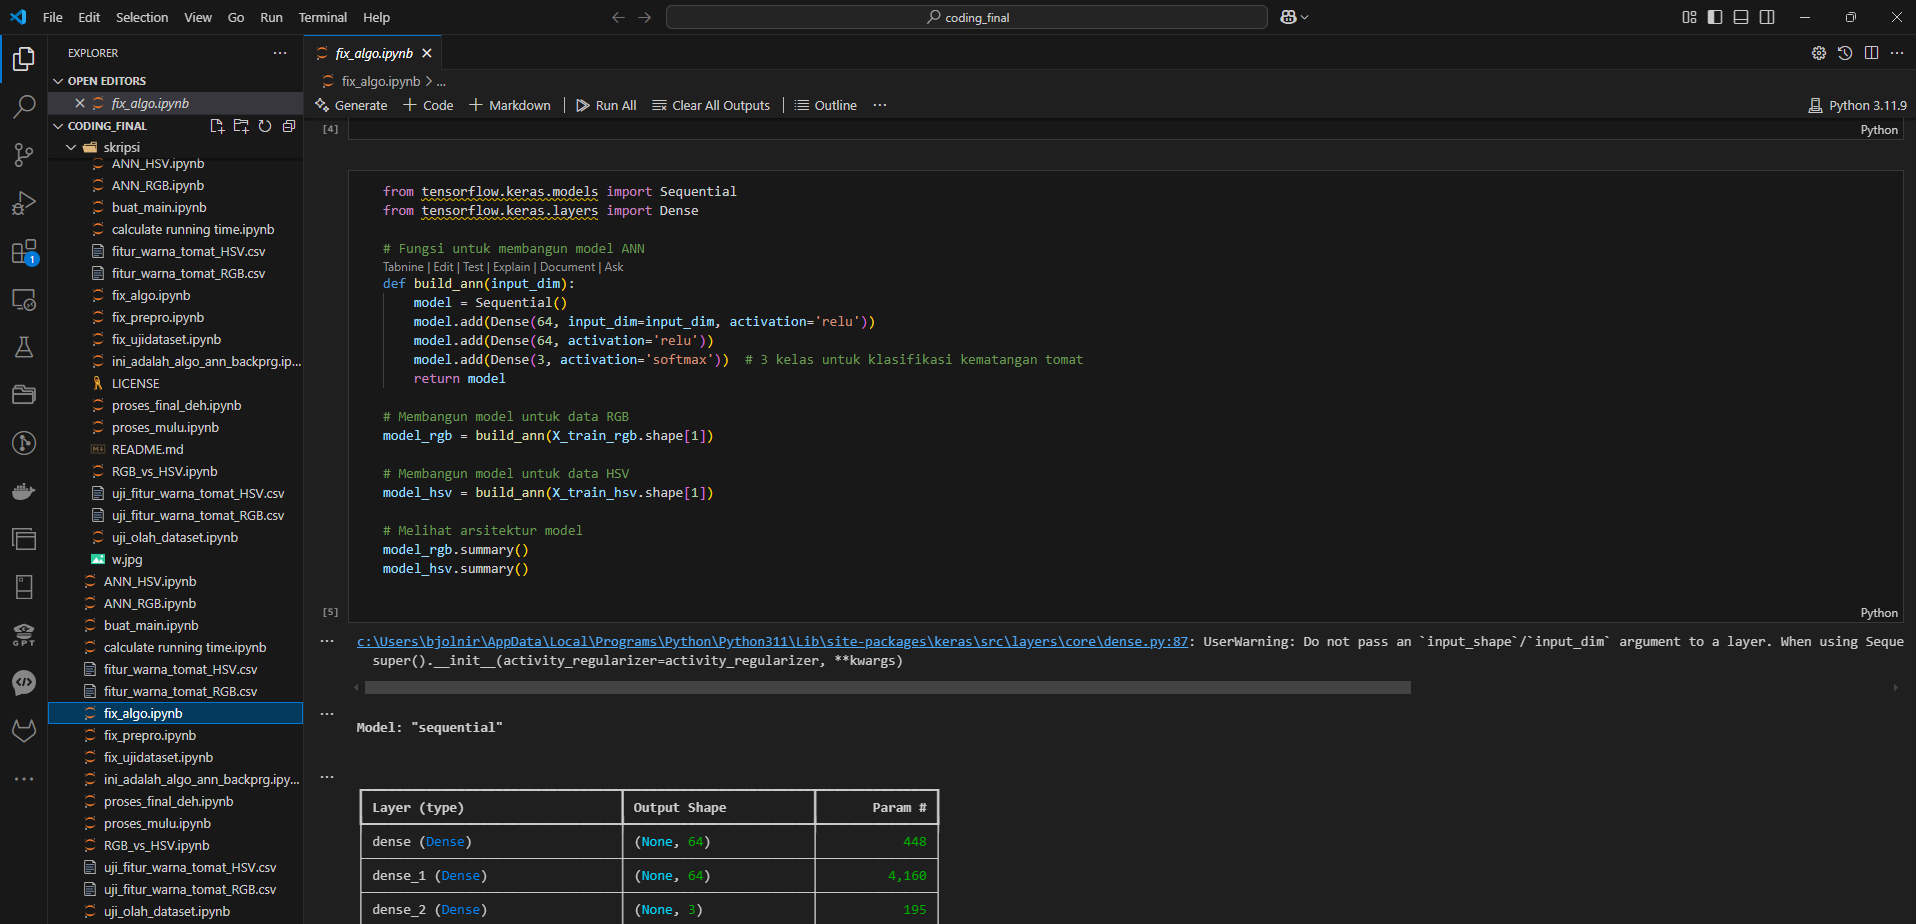 File Edit Selection View Go Run Terminal Help
coding_final
EXPLORER
OPEN EDITORS
fix_algo.ipynb
CODING_FINAL
skripsi
ANN_HSV.ipynb
ANN_RGB.ipynb
buat_main.ipynb
calculate running time.ipynb
fitur_warna_tomat_HSV.csv
fitur_warna_tomat_RGB.csv
fix_algo.ipynb
fix_prepro.ipynb
fix_ujidataset.ipynb
ini_adalah_algo_ann_backprg.ip...
LICENSE
proses_final_deh.ipynb
proses_mulu.ipynb
README.md
RGB_vs_HSV.ipynb
uji_fitur_warna_tomat_HSV.csv
uji_fitur_warna_tomat_RGB.csv
uji_olah_dataset.ipynb
w.jpg
ANN_HSV.ipynb
ANN_RGB.ipynb
buat_main.ipynb
calculate running time.ipynb
fitur_warna_tomat_HSV.csv
fitur_warna_tomat_RGB.csv
fix_algo.ipynb
fix_prepro.ipynb
fix_ujidataset.ipynb
ini_adalah_algo_ann_backprg.ipy...
proses_final_deh.ipynb
proses_mulu.ipynb
RGB_vs_HSV.ipynb
uji_fitur_warna_tomat_HSV.csv
uji_fitur_warna_tomat_RGB.csv
uji_olah_dataset.ipynb
1
GPT
fix_algo.ipynb
fix_algo.ipynb > ...
Generate + Code + Markdown Run All Clear All Outputs Outline ... Python 3.11.9
[4] Python
from tensorflow.keras.models import Sequential
from tensorflow.keras.layers import Dense
# Fungsi untuk membangun model ANN
Tabnine | Edit | Test | Explain | Document | Ask
def build_ann(input_dim):
model = Sequential()
model.add(Dense(64, input_dim=input_dim, activation='relu'))
model.add(Dense(64, activation='relu'))
model.add(Dense(3, activation='softmax')) # 3 kelas untuk klasifikasi kematangan tomat
return model
# Membangun model untuk data RGB
model_rgb = build_ann(X_train_rgb.shape[1])
# Membangun model untuk data HSV
model_hsv = build_ann(X_train_hsv.shape[1])
# Melihat arsitektur model
model_rgb.summary()
model_hsv.summary()
[5] Python
c:\Users\bjolnir\AppData\Local\Programs\Python\Python311\Lib\site-packages\keras\src\layers\core\dense.py:87: UserWarning: Do not pass an `input_shape`/`input_dim` argument to a layer. When using Seque
super().__init__(activity_regularizer=activity_regularizer, **kwargs)
Model: "sequential"
Layer (type) Output Shape Param #
dense (Dense) (None, 64) 448
dense_1 (Dense) (None, 64) 4,160
dense_2 (Dense) (None, 3) 195